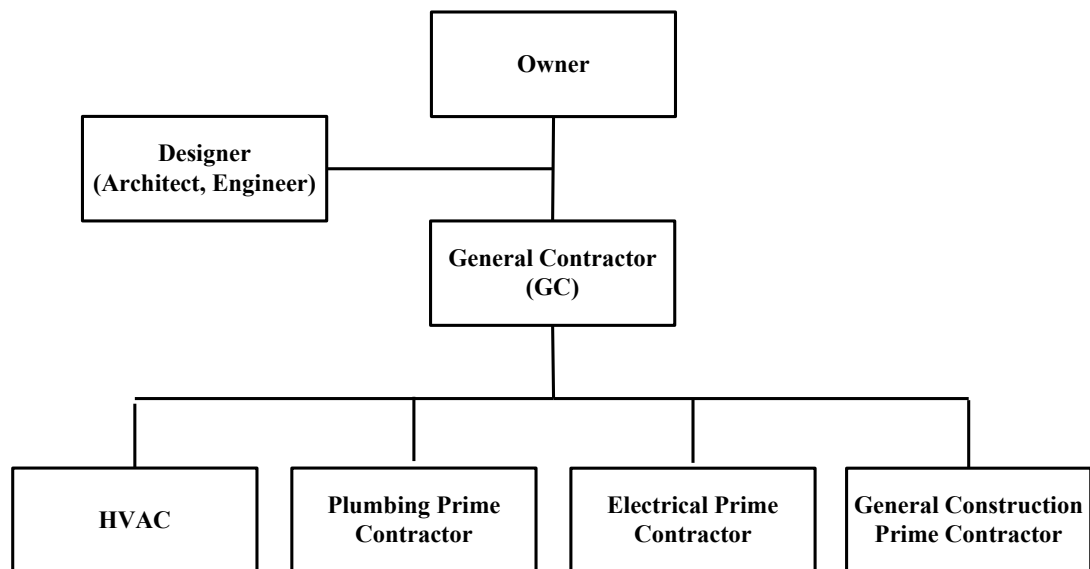 Owner
Designer
(Architect, Engineer)
General Contractor
(GC)
HVAC
Plumbing Prime
Contractor
Electrical Prime
Contractor
General Construction
Prime Contractor